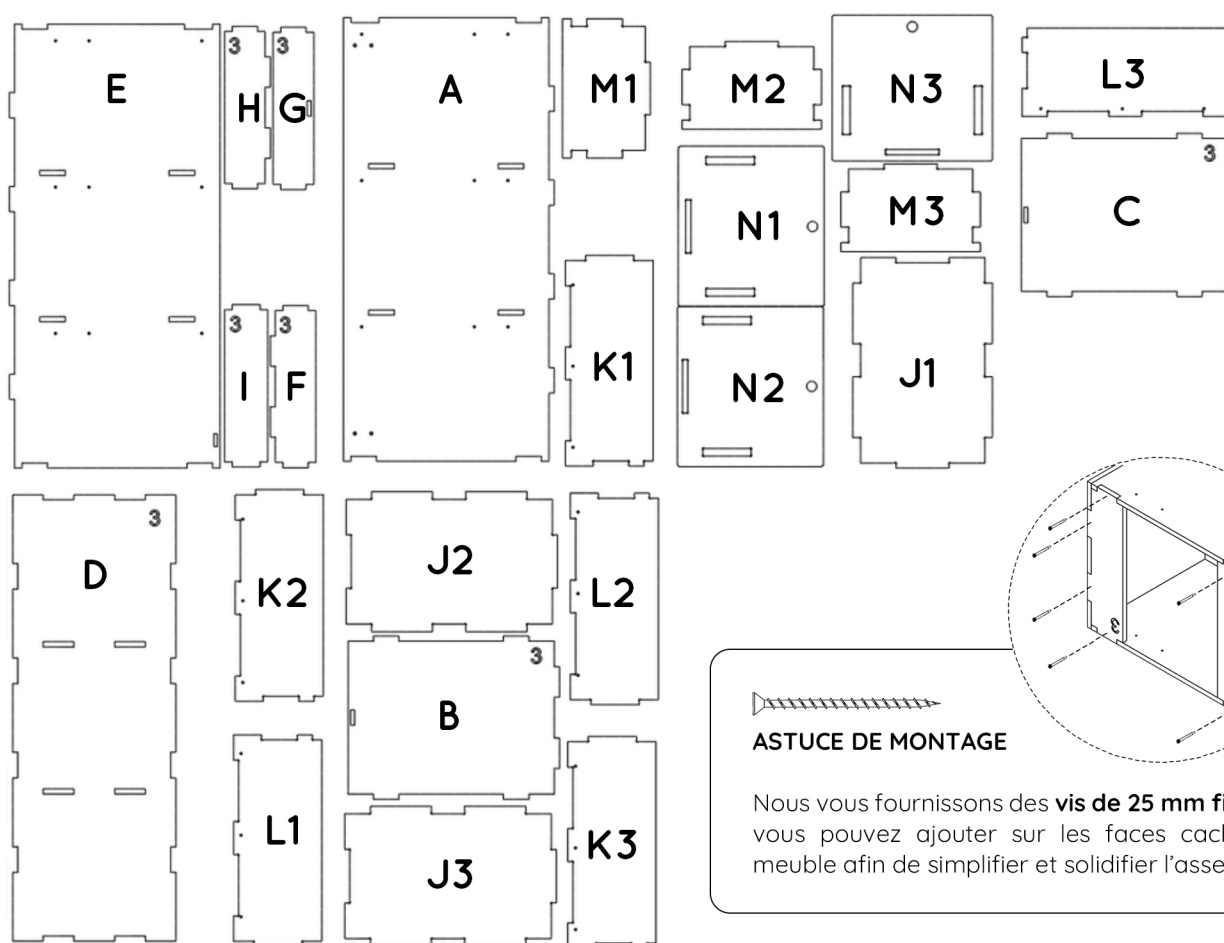 E
3
H
3
G
A
M1
M2
N3
L3
3
C
N1
M3
K1
J1
N2
3
I
3
F
3
D
K2
J2
L2
3
B
L1
J3
K3
3
ASTUCE DE MONTAGE
Nous vous fournissons des vis de 25 mm
vous pouvez ajouter sur les faces
meuble afin de simplifier et solidifier